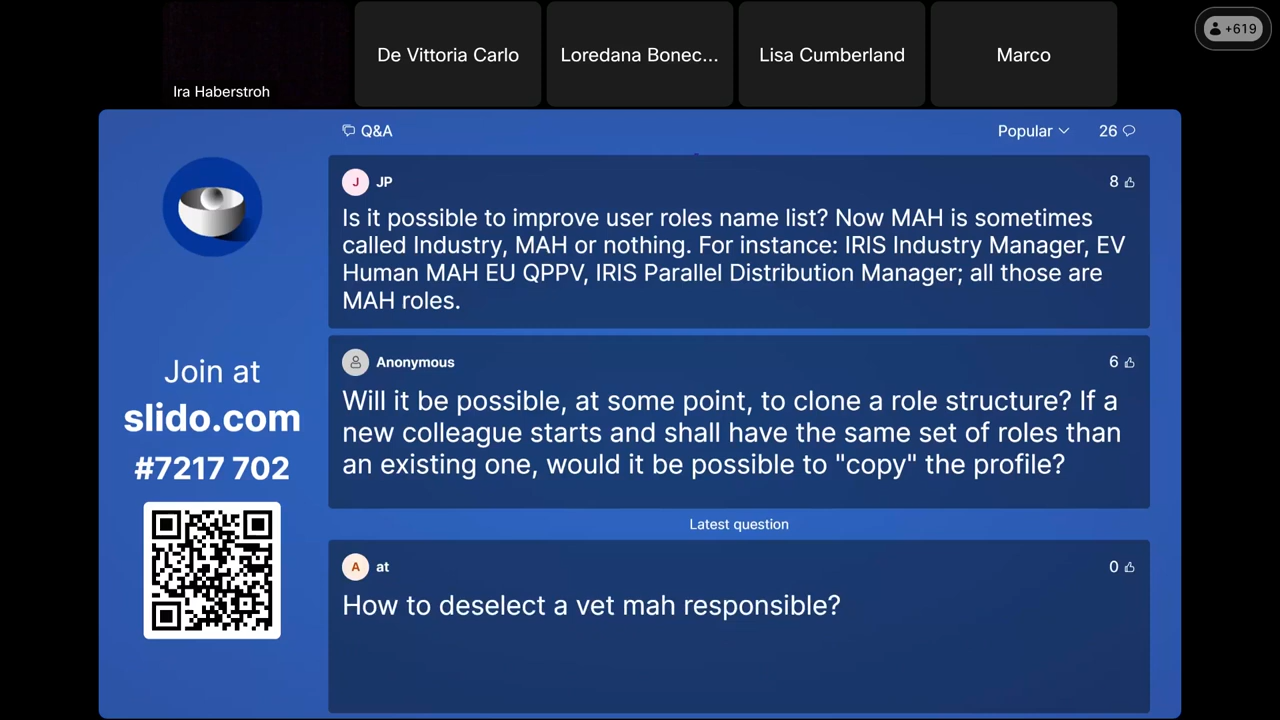 +619
De Vittoria Carlo
Loredana Bonec...
Lisa Cumberland
Marco
Ira Haberstroh
Q&A
Popular
26
J
JP
8
Is it possible to improve user roles name list? Now MAH is sometimes
called Industry, MAH or nothing. For instance: IRIS Industry Manager, EV
Human MAH EU QPPV, IRIS Parallel Distribution Manager; all those are
MAH roles.
Anonymous
6
Will it be possible, at some point, to clone a role structure? If a
new colleague starts and shall have the same set of roles than
an existing one, would it be possible to "copy" the profile?
Latest question
A
at
0
How to deselect a vet mah responsible?
Join at
slido.com
#7217 702